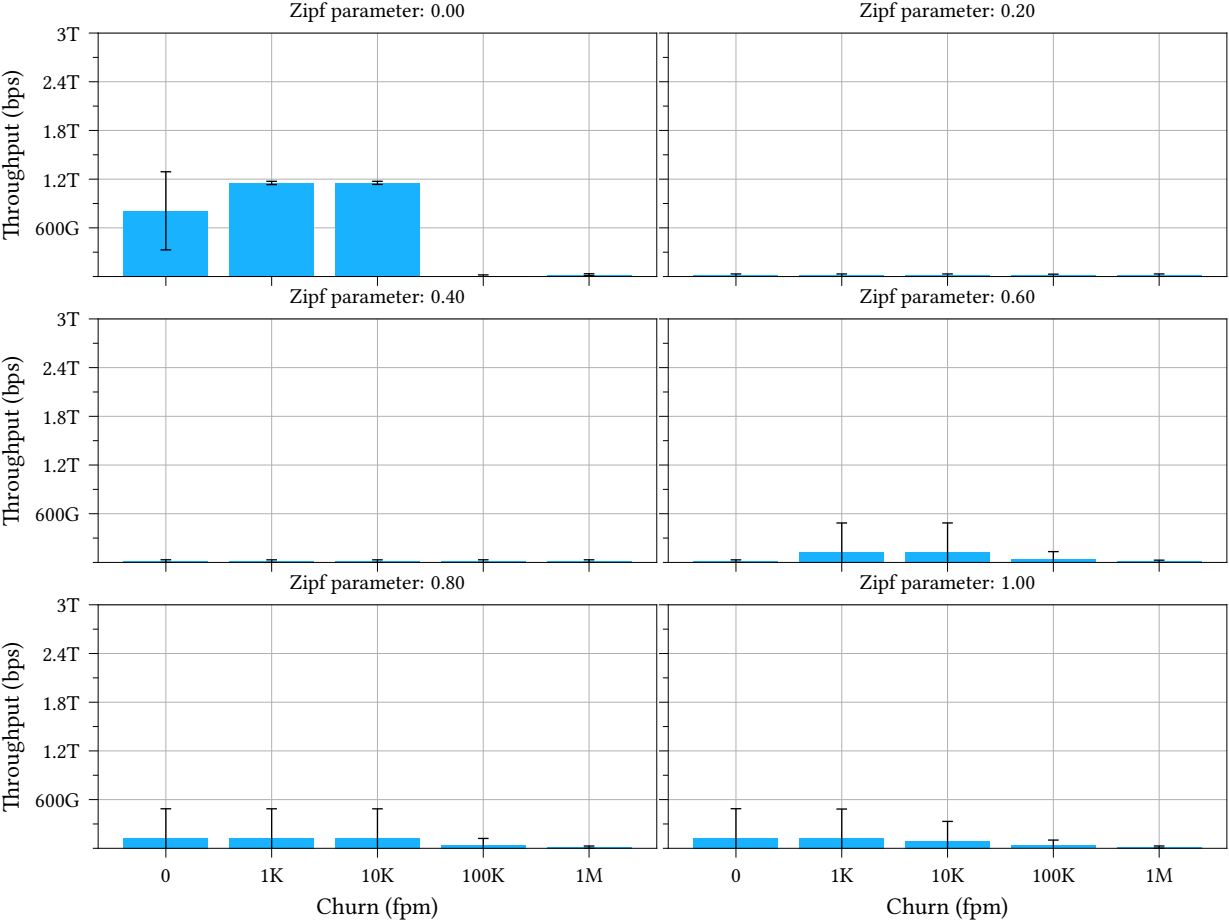 Zipf parameter: 0.00
Zipf parameter: 0.20
3T
2.4T
1.8T
1.2T
600G
Throughput (bps)
Zipf parameter: 0.40
Zipf parameter: 0.60
3T
2.4T
1.8T
1.2T
600G
Throughput (bps)
Zipf parameter: 0.80
Zipf parameter: 1.00
3T
2.4T
1.8T
1.2T
600G
Throughput (bps)
0 1K 10K 100K 1M
0 1K 10K 100K 1M
Churn (fpm)
Churn (fpm)